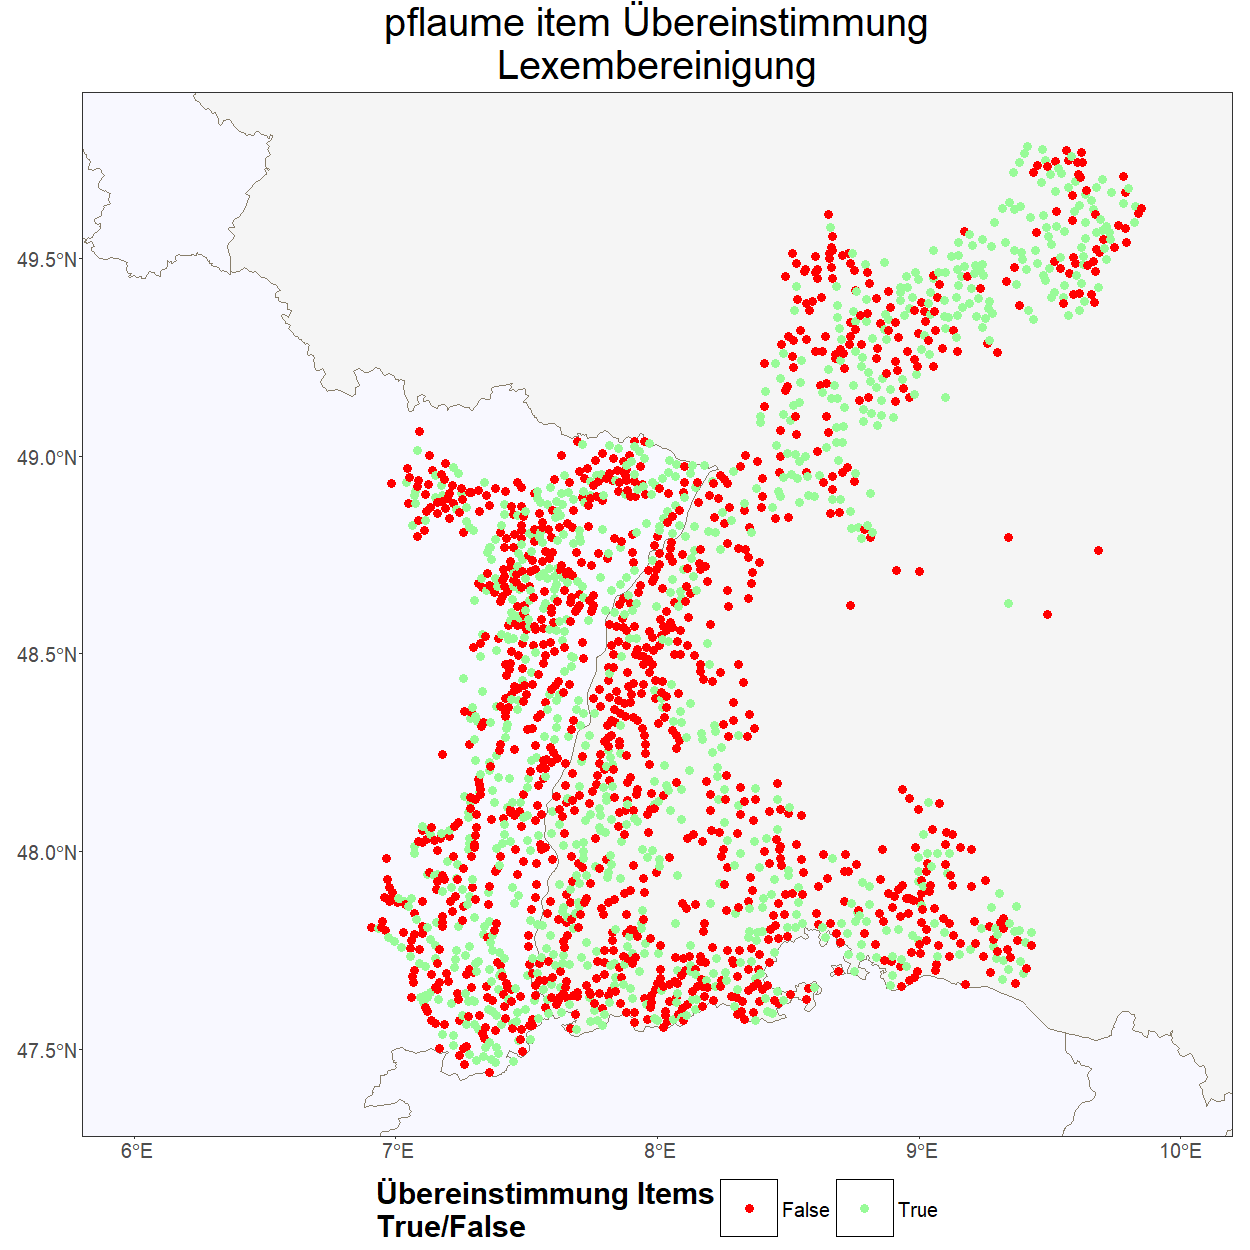 pflaume item Übereinstimmung
Lexembereinigung
49.5°N
49.0°N
48.5°N
48.0°N
47.5°N
6°E 7°E 8°E 9°E 10°E
Übereinstimmung Items
True/False
False True